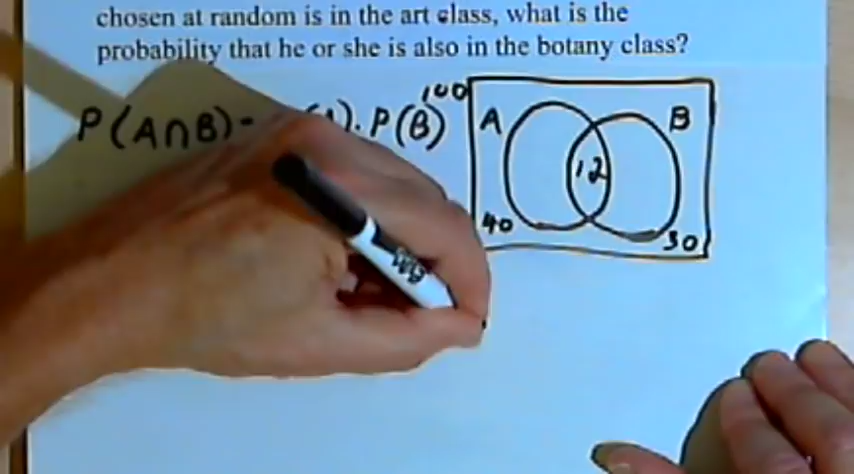 chosen at random is in the art class, what is the
probability that he or she is also in the botany class?
100
P(A∩B)= (A)·P(B)
A B
12
40
30